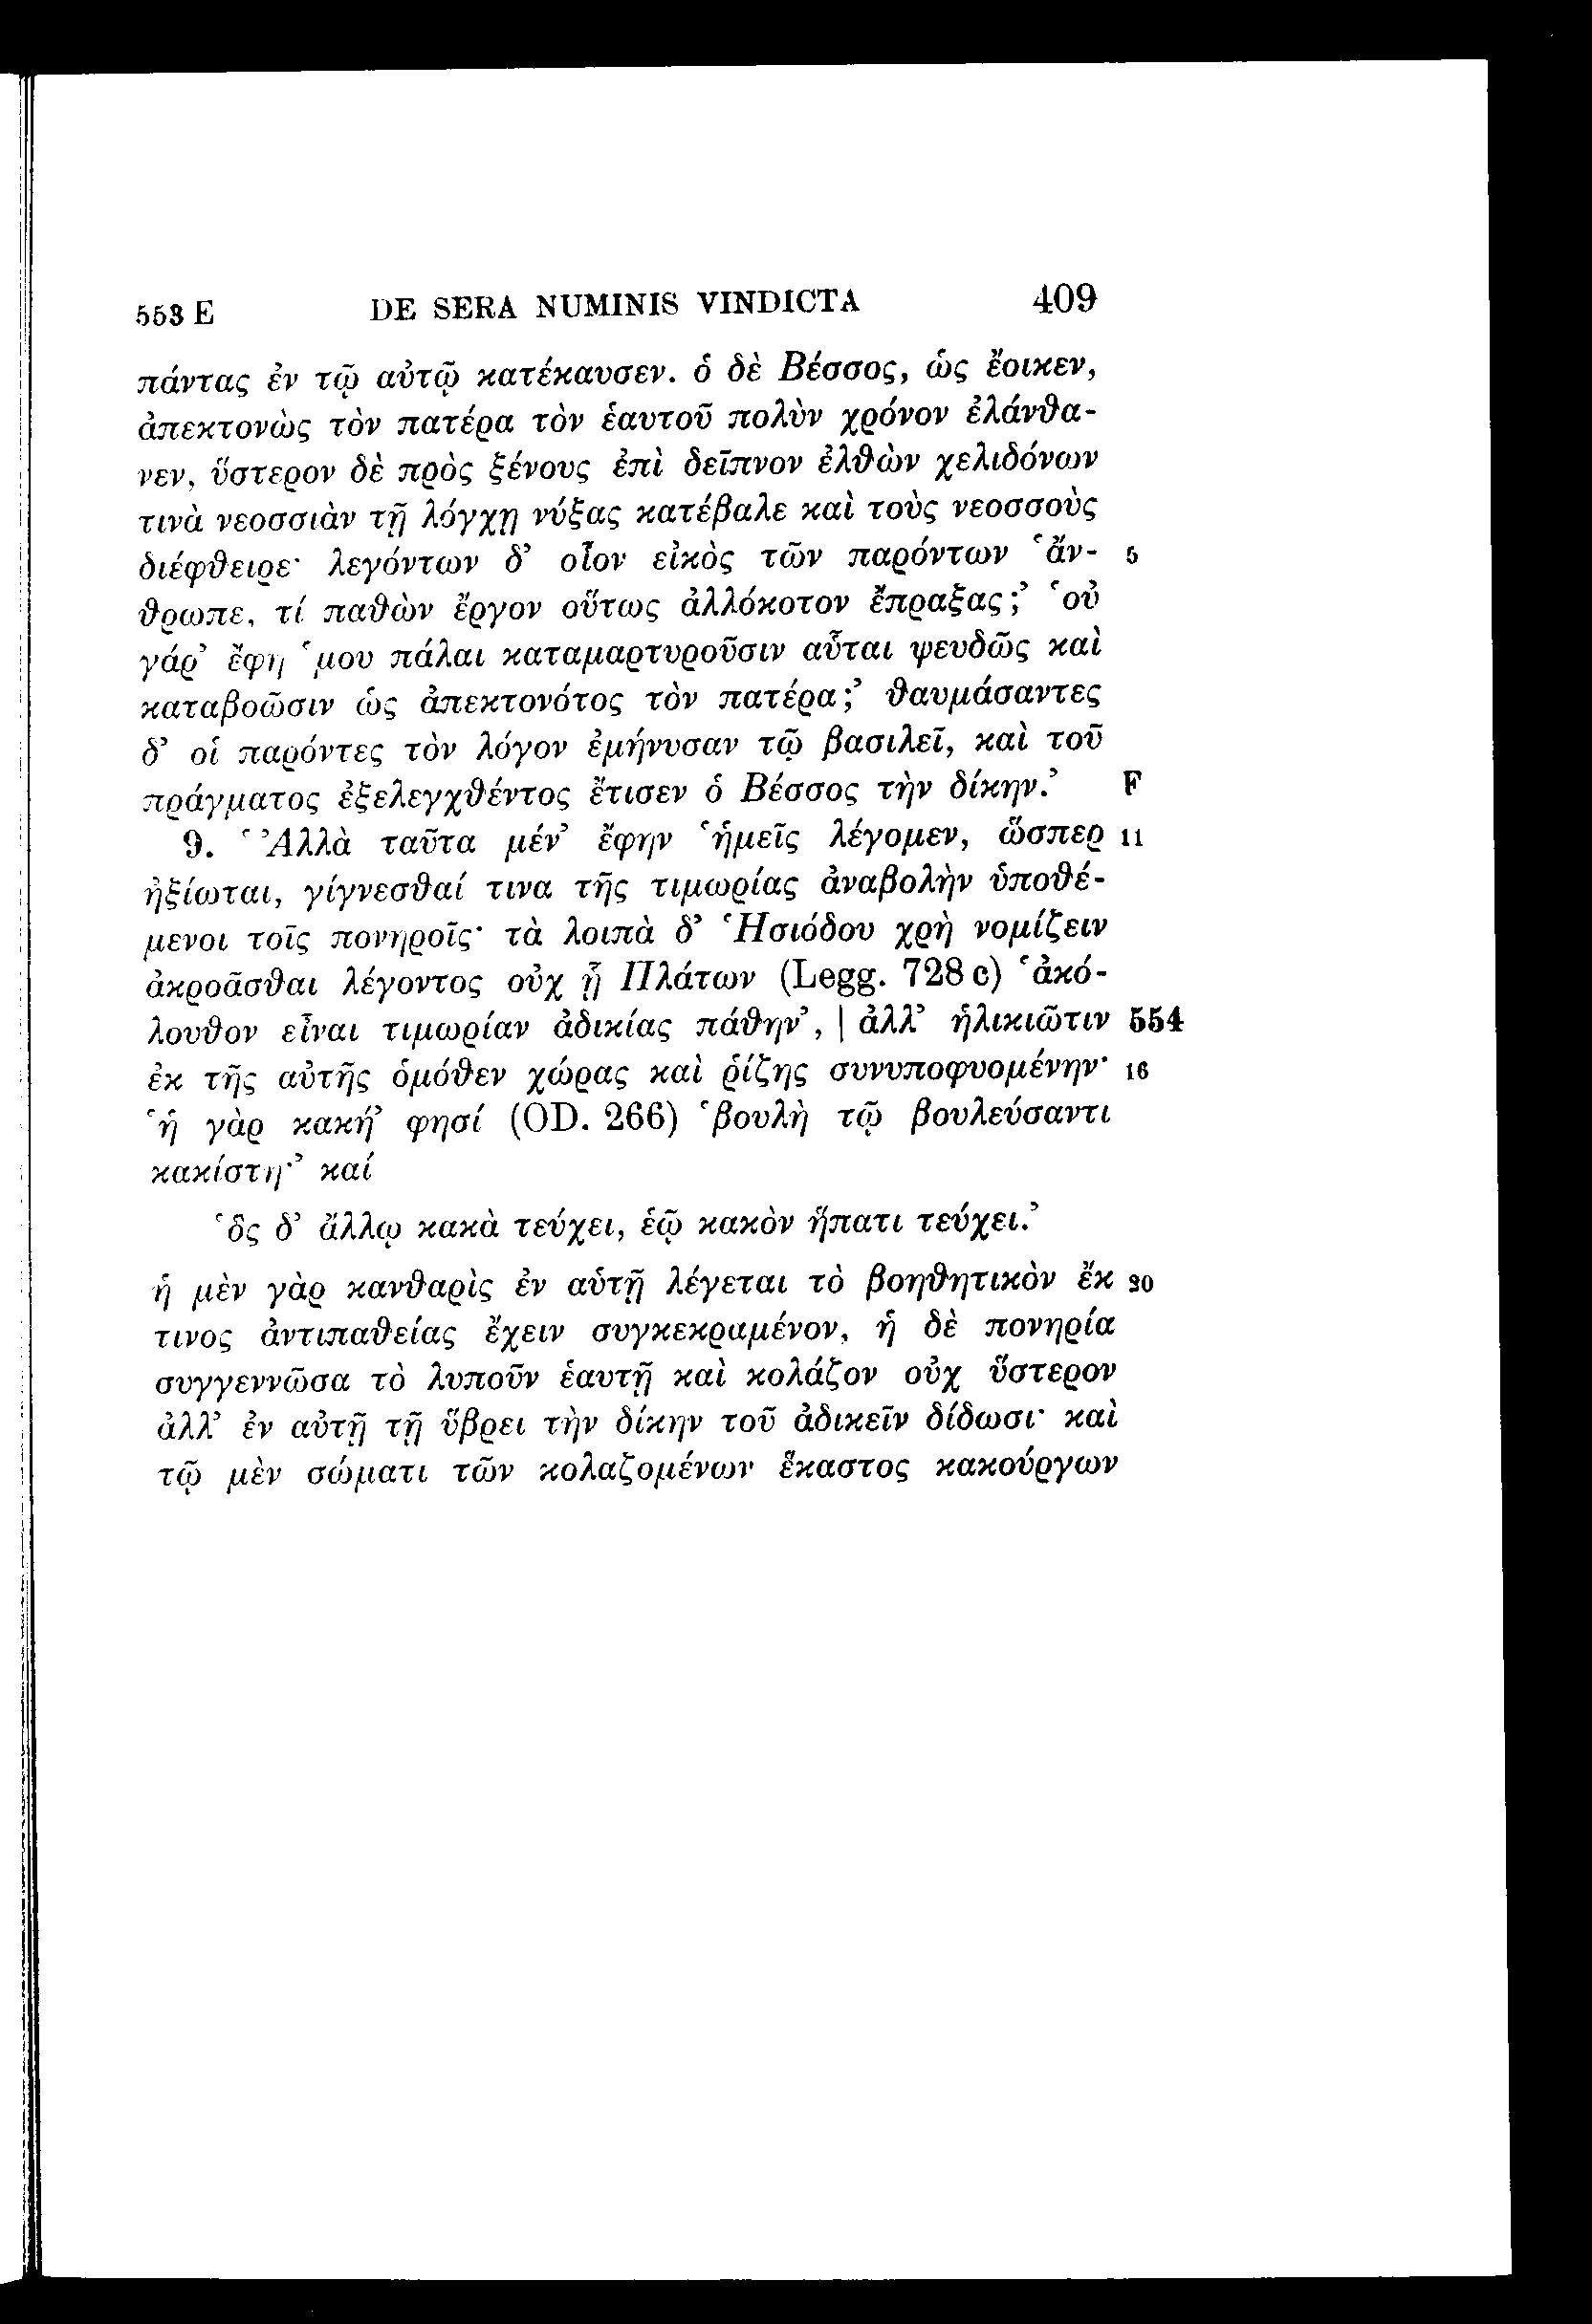 553 E DE SERA NUMINIS VINDICTA 409
πάντας ἐν τῷ αὐτῷ κατέκαυσεν. ὁ δὲ Βέσσος, ὡς ἔοικεν,
ἀπεκτονὼς τὸν πατέρα τὸν ἑαυτοῦ πολὺν χρόνον ἐλάνθα-
νεν, ὕστερον δὲ πρὸς ξένους ἐπὶ δεῖπνον ἐλθὼν χελιδόνων
τινὰ νεοσσιὰν τῇ λόγχῃ νύξας κατέβαλε καὶ τοὺς νεοσσοὺς
διέφθειρε· λεγόντων δ’ οἷον εἰκὸς τῶν παρόντων ‘ἄν- 5
θρωπε, τί παθὼν ἔργον οὕτως ἀλλόκοτον ἔπραξας;’ ‘οὐ
γάρ’ ἔφη ‘μου πάλαι καταμαρτυροῦσιν αὗται ψευδῶς καὶ
καταβοῶσιν ὡς ἀπεκτονότος τὸν πατέρα;’ θαυμάσαντες
δ’ οἱ παρόντες τὸν λόγον ἐμήνυσαν τῷ βασιλεῖ, καὶ τοῦ
πράγματος ἐξελεγχθέντος ἔτισεν ὁ Βέσσος τὴν δίκην.’ F
9. ‘Ἀλλὰ ταῦτα μέν’ ἔφην ‘ἡμεῖς λέγομεν, ὥσπερ 11
ἠξίωται, γίγνεσθαί τινα τῆς τιμωρίας ἀναβολὴν ὑποθέ-
μενοι τοῖς πονηροῖς· τὰ λοιπὰ δ’ Ἡσιόδου χρὴ νομίζειν
ἀκροᾶσθαι λέγοντος οὐχ ᾗ Πλάτων (Legg. 728 c) ‘ἀκό-
λουθον εἶναι τιμωρίαν ἀδικίας πάθην’, | ἀλλ’ ἡλικιῶτιν 554
ἐκ τῆς αὐτῆς ὁμόθεν χώρας καὶ ῥίζης συνυποφυομένην· 16
‘ἡ γὰρ κακή’ φησί (OD. 266) ‘βουλὴ τῷ βουλεύσαντι
κακίστη·’ καί
‘ὃς δ’ ἄλλῳ κακὰ τεύχει, ἑῷ κακὸν ἥπατι τεύχει.’
ἡ μὲν γὰρ κανθαρὶς ἐν αὑτῇ λέγεται τὸ βοηθητικὸν ἔκ 20
τινος ἀντιπαθείας ἔχειν συγκεκραμένον, ἡ δὲ πονηρία
συγγεννῶσα τὸ λυποῦν ἑαυτῇ καὶ κολάζον οὐχ ὕστερον
ἀλλ’ ἐν αὐτῇ τῇ ὕβρει τὴν δίκην τοῦ ἀδικεῖν δίδωσι· καὶ
τῷ μὲν σώματι τῶν κολαζομένων ἕκαστος κακούργων